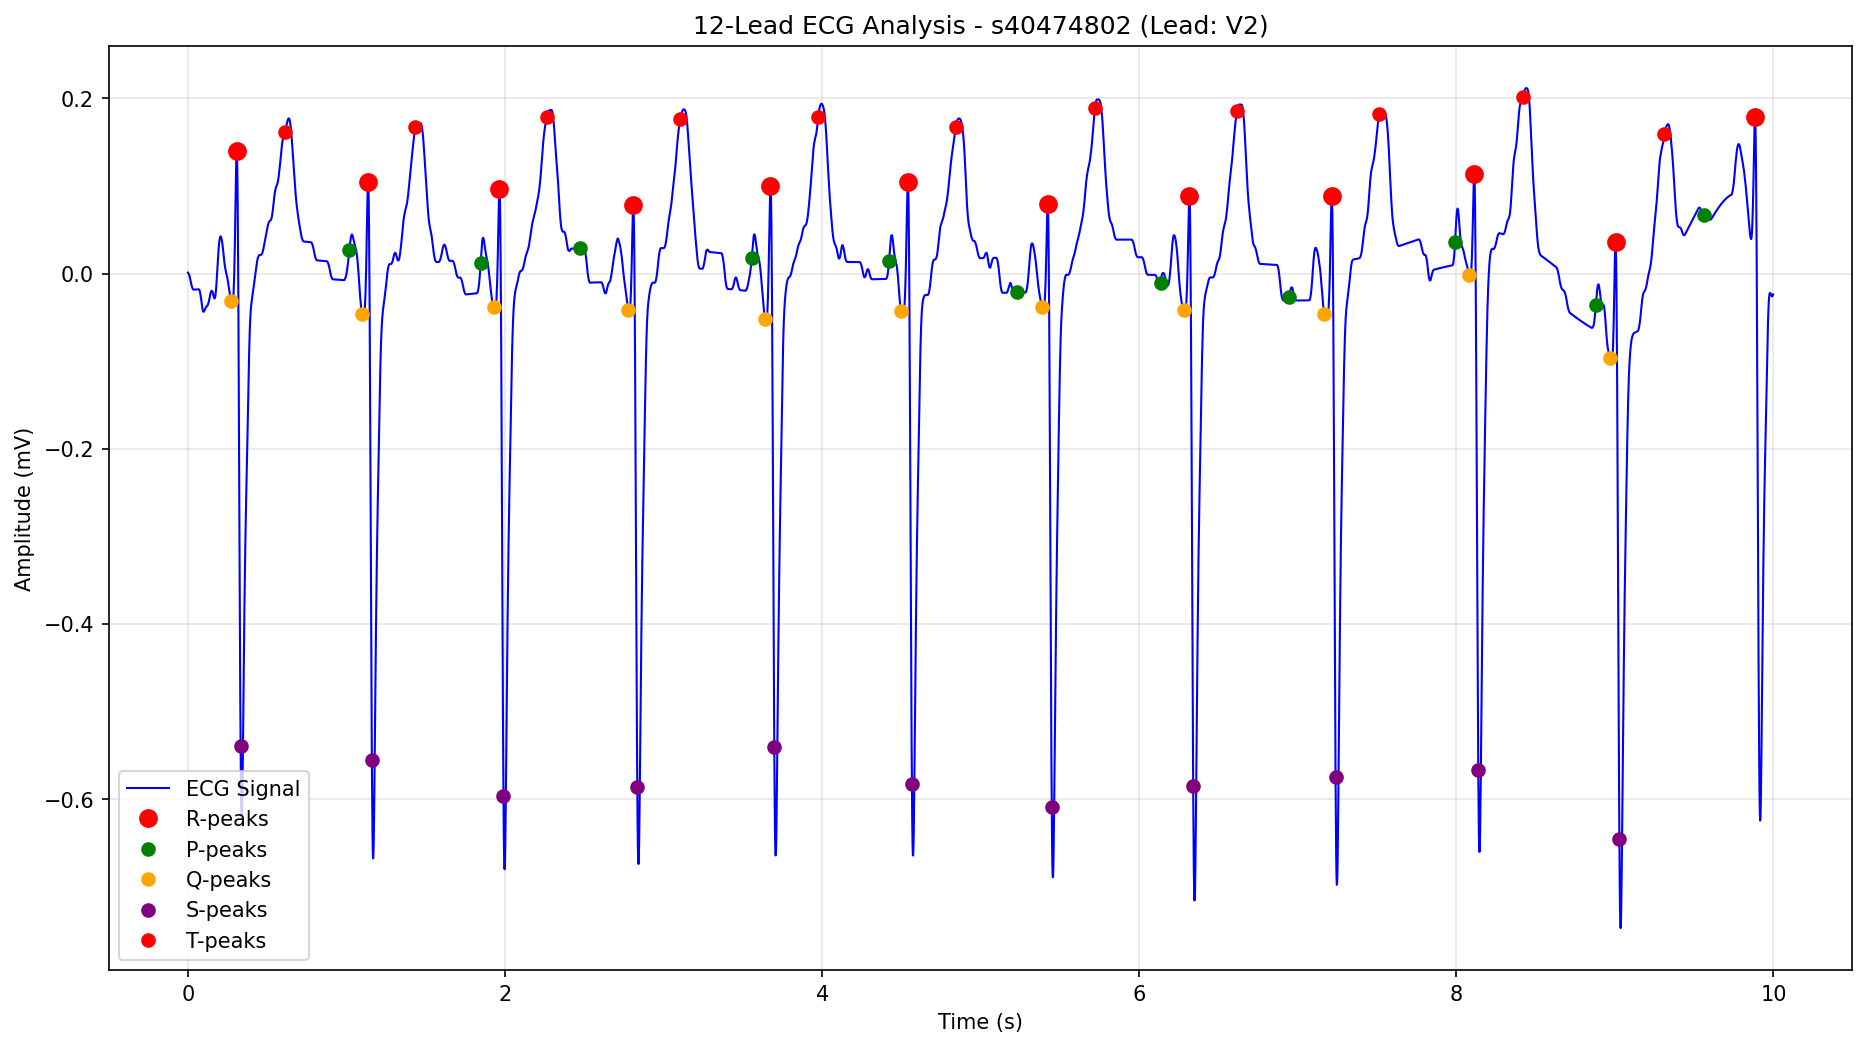 12-Lead ECG Analysis - s40474802 (Lead: V2)
Amplitude (mV)
0.2
0.0
−0.2
−0.4
−0.6
ECG Signal
R-peaks
P-peaks
Q-peaks
S-peaks
T-peaks
0 2 4 6 8 10
Time (s)